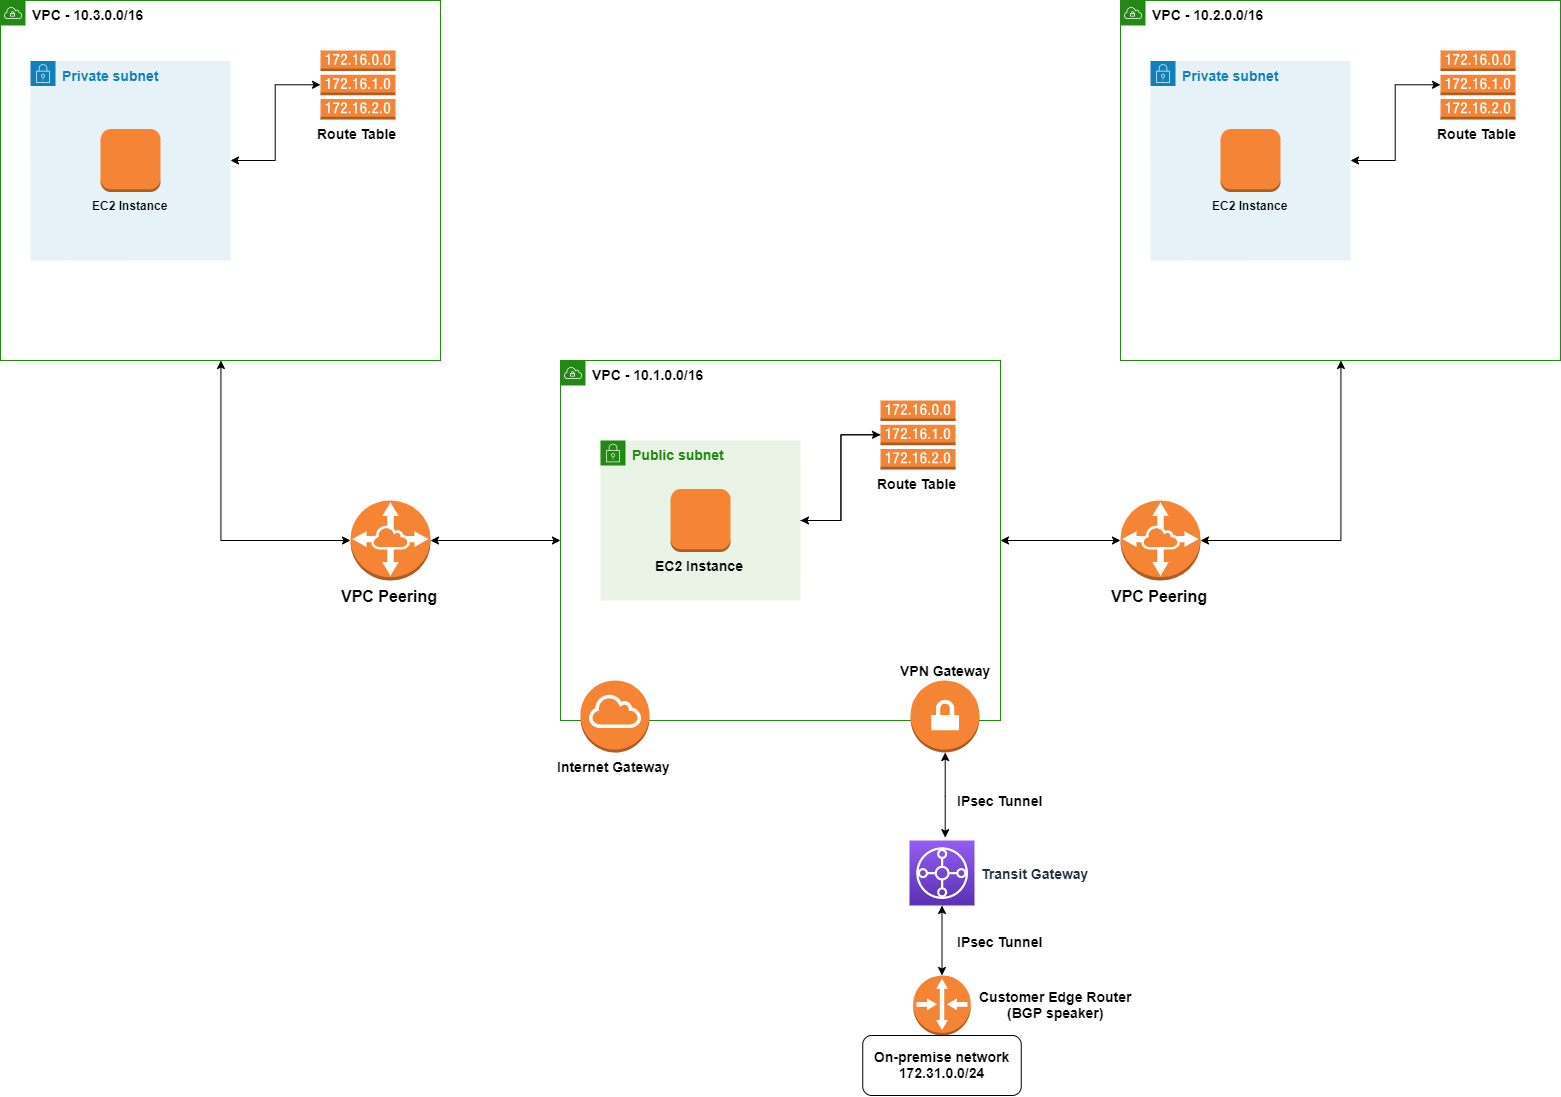 VPC - 10.3.0.0/16
Private subnet
172.16.0.0
172.16.1.0
172.16.2.0
Route Table
EC2 Instance
VPC - 10.2.0.0/16
Private subnet
172.16.0.0
172.16.1.0
172.16.2.0
Route Table
EC2 Instance
VPC - 10.1.0.0/16
172.16.0.0
172.16.1.0
172.16.2.0
Route Table
Public subnet
EC2 Instance
VPC Peering
VPC Peering
VPN Gateway
Internet Gateway
IPsec Tunnel
Transit Gateway
IPsec Tunnel
Customer Edge Router
(BGP speaker)
On-premise network
172.31.0.0/24